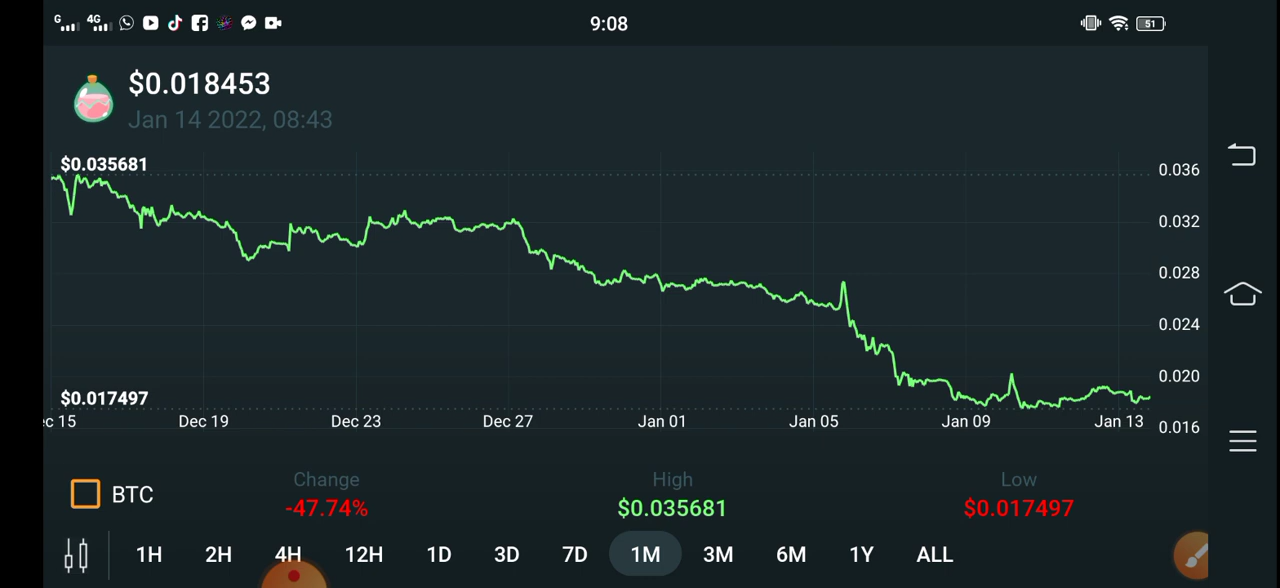 G 4G 9:08 51
$0.018453
Jan 14 2022, 08:43
$0.035681
0.036
0.032
0.028
0.024
0.020
$0.017497
c 15 Dec 19 Dec 23 Dec 27 Jan 01 Jan 05 Jan 09 Jan 13 0.016
Change High Low
BTC -47.74% $0.035681 $0.017497
1H 2H 4H 12H 1D 3D 7D 1M 3M 6M 1Y ALL